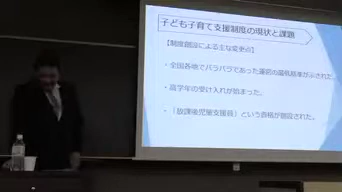 子ども子育て支援制度の現状と課題
【制度創設による主な変更点】
・全国各地でバラバラであった運営の最低基準がぶされた。
・高学年の受け入れが始まった。
・「放課後児童支援員」という資格が創設された。